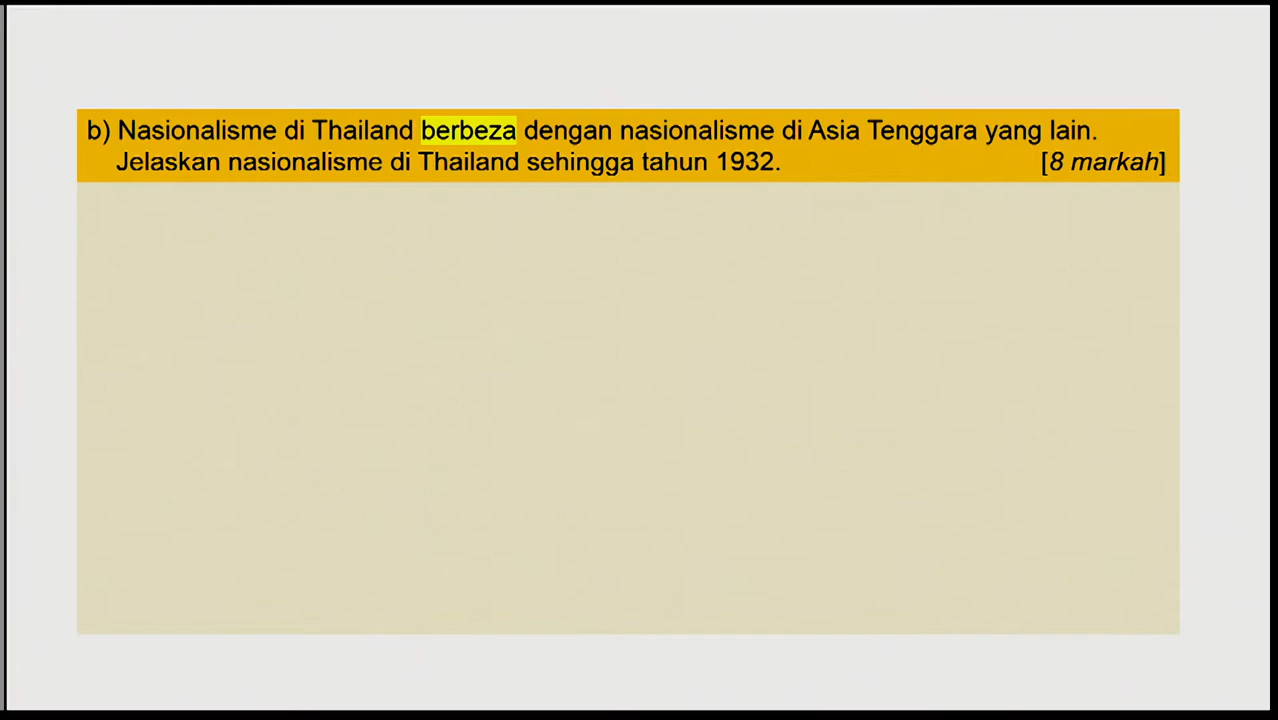 b) Nasionalisme di Thailand berbeza dengan nasionalisme di Asia Tenggara yang lain.
Jelaskan nasionalisme di Thailand sehingga tahun 1932. [8 markah]